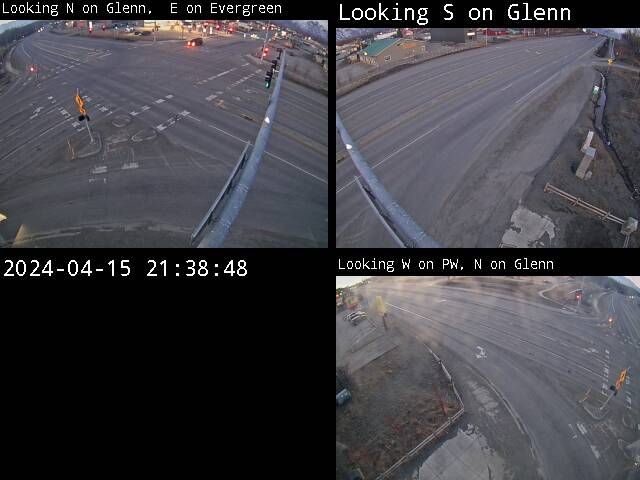 Looking N on Glenn,  E on Evergreen
Looking S on Glenn
2024-04-15 21:38:48
Looking W on PW, N on Glenn